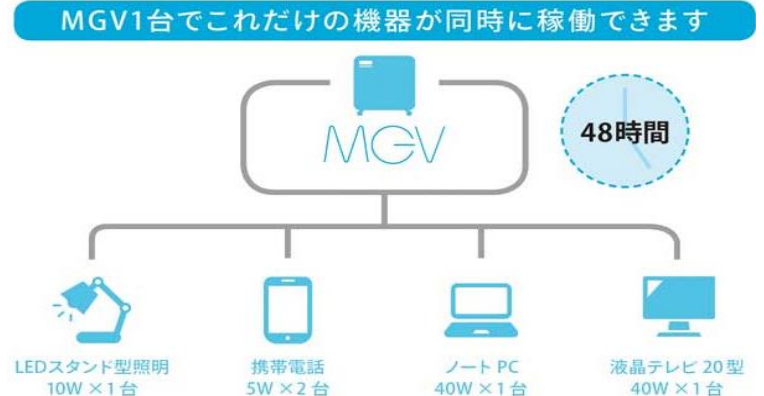 MGV1台でこれだけの機器が同時に稼働できます
MGV
48時間
LEDスタンド型照明
10W ×1台
携帯電話
5W ×2台
ノート PC
40W ×1台
液晶テレビ 20型
40W ×1台